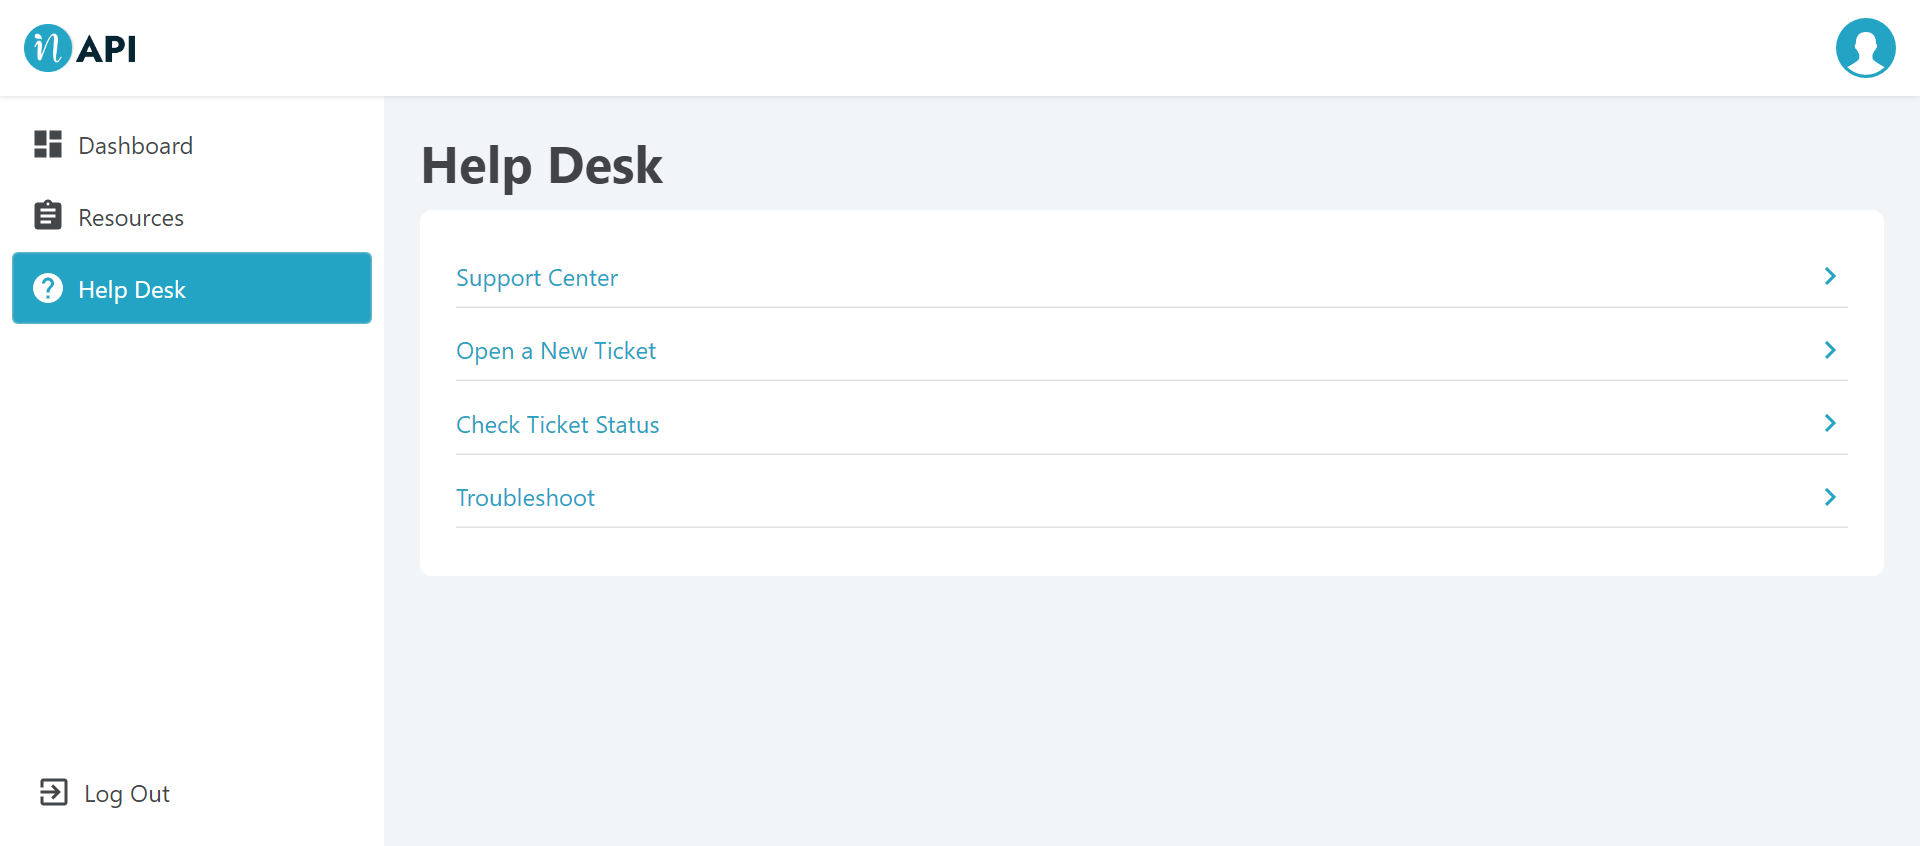 n API
Dashboard
Resources
Help Desk
Log Out
Help Desk
Support Center
Open a New Ticket
Check Ticket Status
Troubleshoot